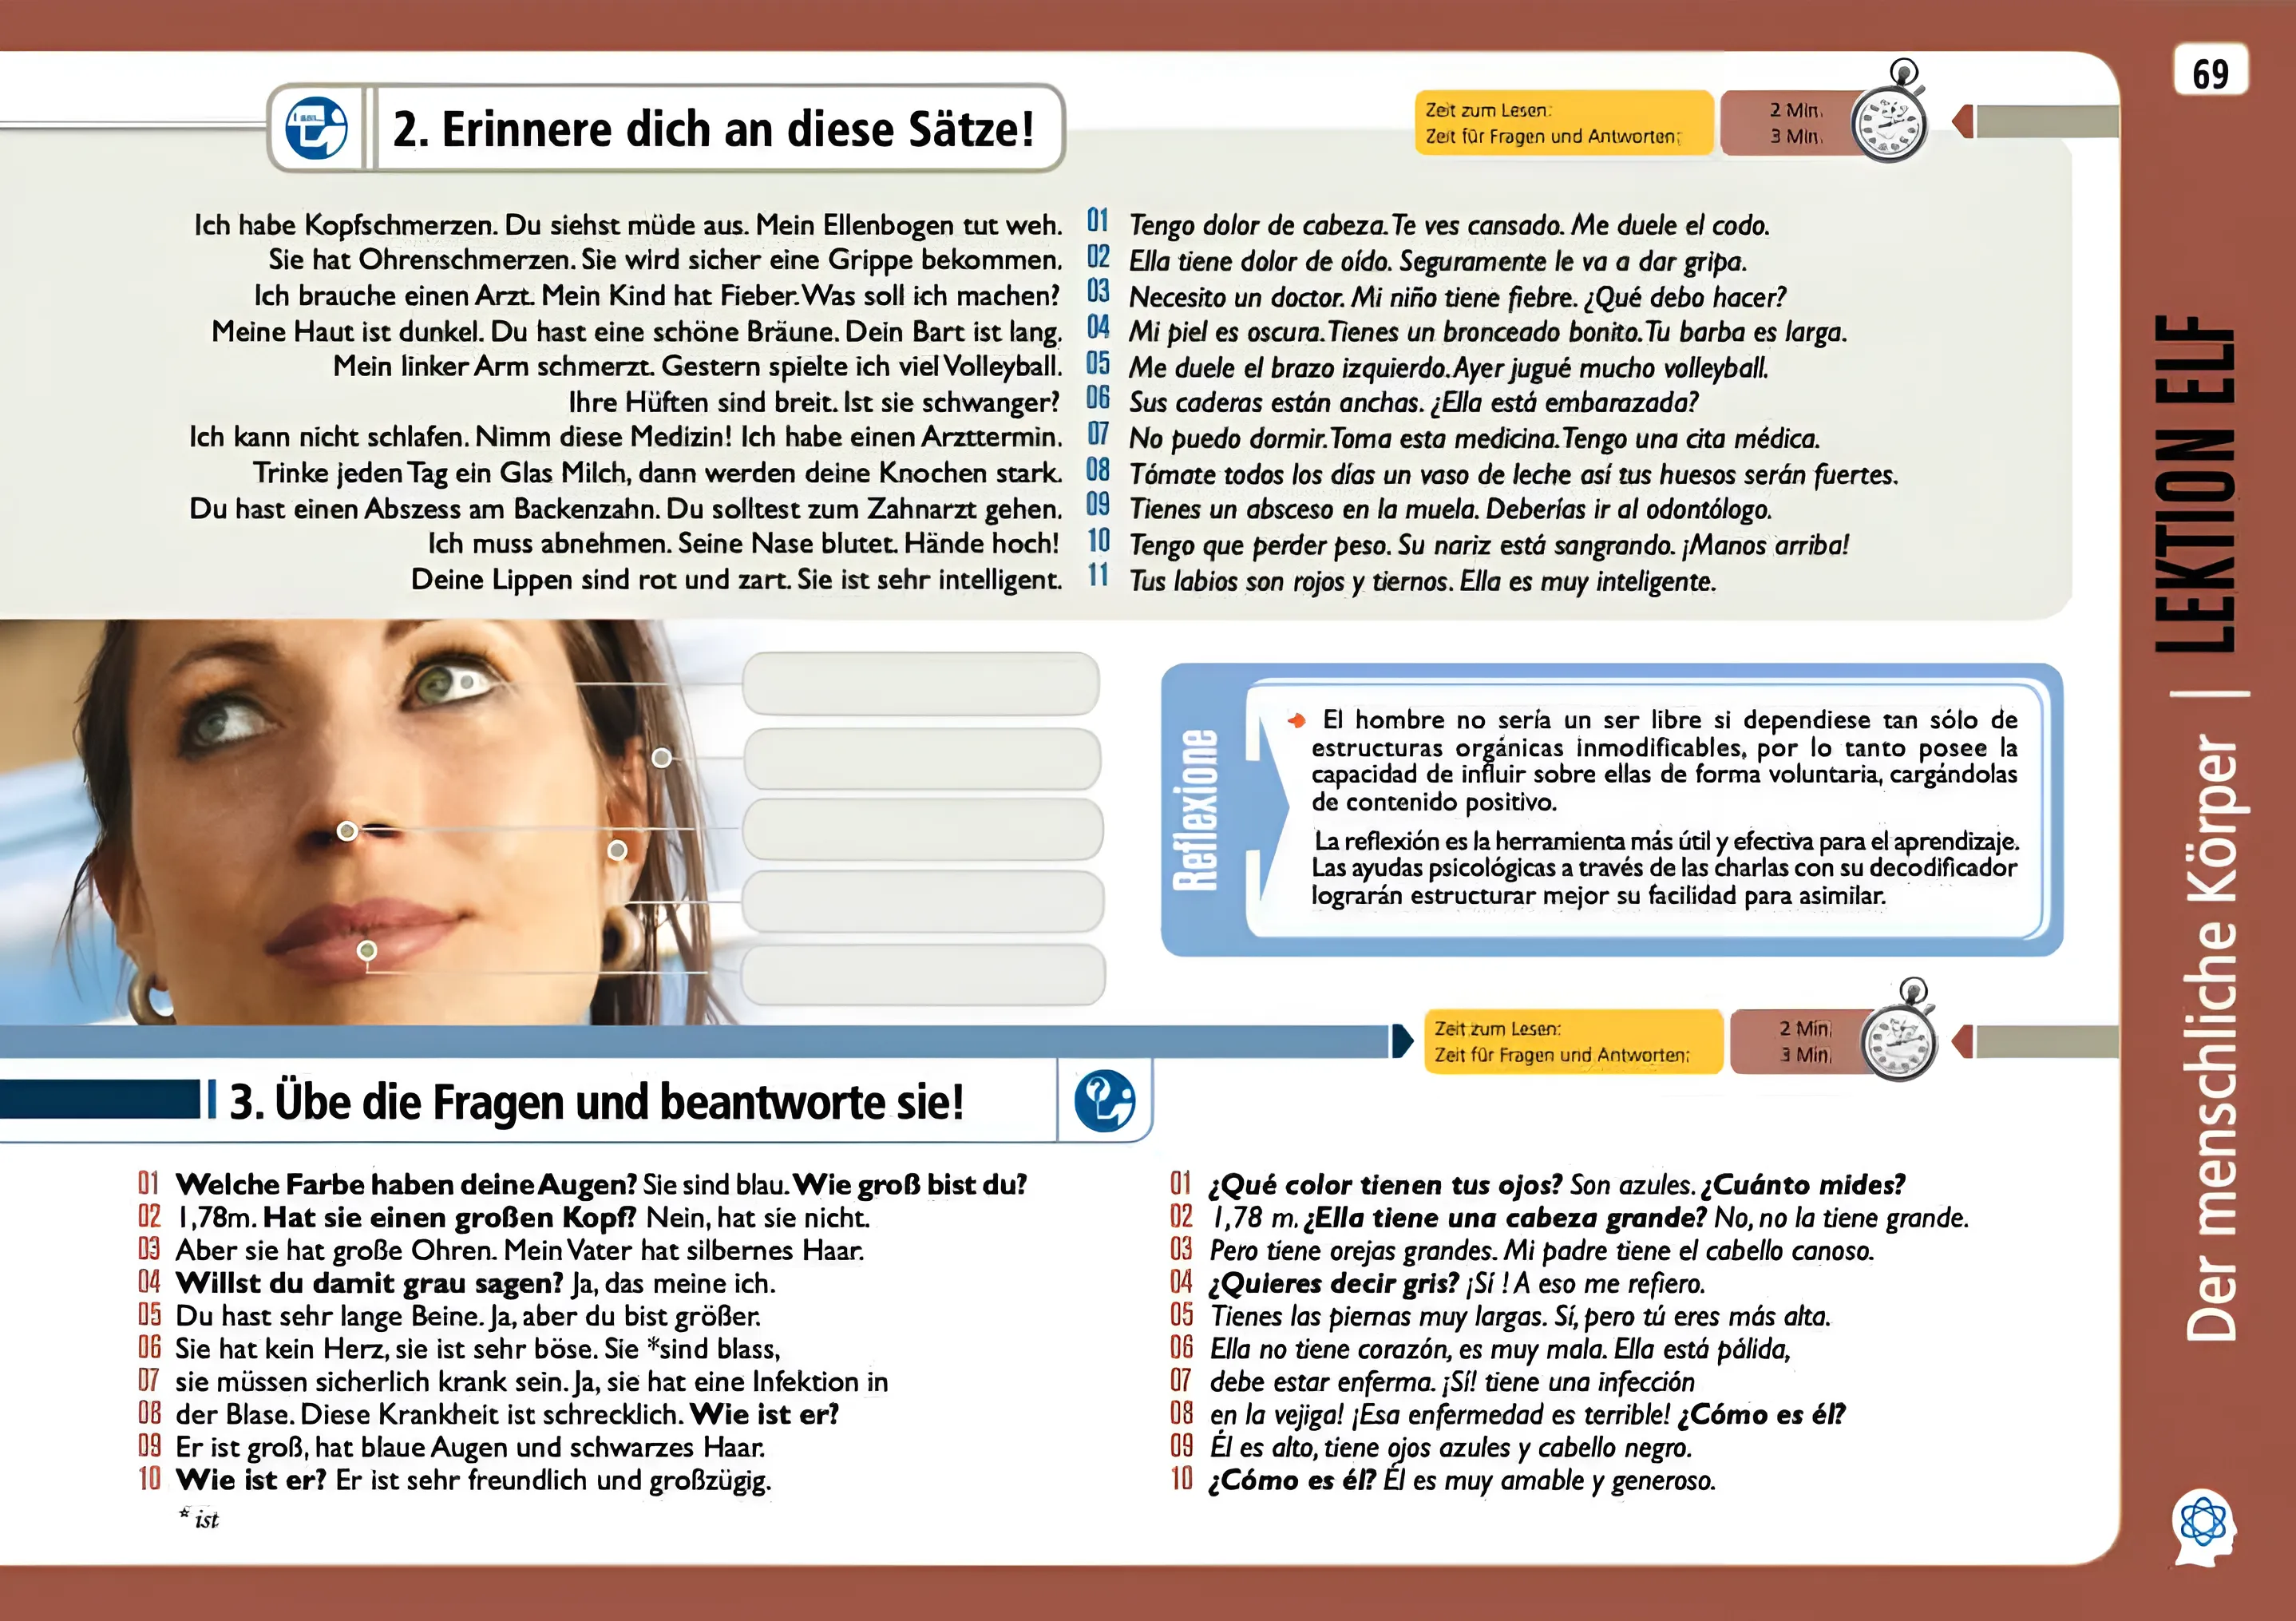 69
2. Erinnere dich an diese Sätze!
Zeit zum Lesen:
Zeit für Fragen und Antworten:
2 Min.
3 Min.
Ich habe Kopfschmerzen. Du siehst müde aus. Mein Ellenbogen tut weh.
Sie hat Ohrenschmerzen. Sie wird sicher eine Grippe bekommen.
Ich brauche einen Arzt. Mein Kind hat Fieber. Was soll ich machen?
Meine Haut ist dunkel. Du hast eine schöne Bräune. Dein Bart ist lang.
Mein linker Arm schmerzt. Gestern spielte ich viel Volleyball.
Ihre Hüften sind breit. Ist sie schwanger?
Ich kann nicht schlafen. Nimm diese Medizin! Ich habe einen Arzttermin.
Trinke jeden Tag ein Glas Milch, dann werden deine Knochen stark.
Du hast einen Abszess am Backenzahn. Du solltest zum Zahnarzt gehen.
Ich muss abnehmen. Seine Nase blutet. Hände hoch!
Deine Lippen sind rot und zart. Sie ist sehr intelligent.
01 Tengo dolor de cabeza. Te ves cansado. Me duele el codo.
02 Ella tiene dolor de oído. Seguramente le va a dar gripa.
03 Necesito un doctor. Mi niño tiene fiebre. ¿Qué debo hacer?
04 Mi piel es oscura. Tienes un bronceado bonito. Tu barba es larga.
05 Me duele el brazo izquierdo. Ayer jugué mucho volleyball.
06 Sus caderas están anchas. ¿Ella está embarazada?
07 No puedo dormir. Toma esta medicina. Tengo una cita médica.
08 Tómate todos los días un vaso de leche así tus huesos serán fuertes.
09 Tienes un absceso en la muela. Deberías ir al odontólogo.
10 Tengo que perder peso. Su nariz está sangrando. ¡Manos arriba!
11 Tus labios son rojos y tiernos. Ella es muy inteligente.
Reflexione
El hombre no sería un ser libre si dependiese tan sólo de
estructuras orgánicas inmodificables, por lo tanto posee la
capacidad de influir sobre ellas de forma voluntaria, cargándolas
de contenido positivo.
La reflexión es la herramienta más útil y efectiva para el aprendizaje.
Las ayudas psicológicas a través de las charlas con su decodificador
lograrán estructurar mejor su facilidad para asimilar.
Zeit zum Lesen:
Zeit für Fragen und Antworten:
2 Min.
3 Min.
3. Übe die Fragen und beantworte sie!
01 Welche Farbe haben deine Augen? Sie sind blau. Wie groß bist du?
02 1,78m. Hat sie einen großen Kopf? Nein, hat sie nicht.
03 Aber sie hat große Ohren. Mein Vater hat silbernes Haar.
04 Willst du damit grau sagen? Ja, das meine ich.
05 Du hast sehr lange Beine. Ja, aber du bist größer.
06 Sie hat kein Herz, sie ist sehr böse. Sie *sind blass,
07 sie müssen sicherlich krank sein. Ja, sie hat eine Infektion in
08 der Blase. Diese Krankheit ist schrecklich. Wie ist er?
09 Er ist groß, hat blaue Augen und schwarzes Haar.
10 Wie ist er? Er ist sehr freundlich und großzügig.
* ist
01 ¿Qué color tienen tus ojos? Son azules. ¿Cuánto mides?
02 1,78 m. ¿Ella tiene una cabeza grande? No, no la tiene grande.
03 Pero tiene orejas grandes. Mi padre tiene el cabello canoso.
04 ¿Quieres decir gris? ¡Sí ! A eso me refiero.
05 Tienes las piernas muy largas. Sí, pero tú eres más alta.
06 Ella no tiene corazón, es muy mala. Ella está pálida,
07 debe estar enferma. ¡Sí! tiene una infección
08 en la vejiga! ¡Esa enfermedad es terrible! ¿Cómo es él?
09 Él es alto, tiene ojos azules y cabello negro.
10 ¿Cómo es él? Él es muy amable y generoso.
Der menschliche Körper | LEKTION ELF